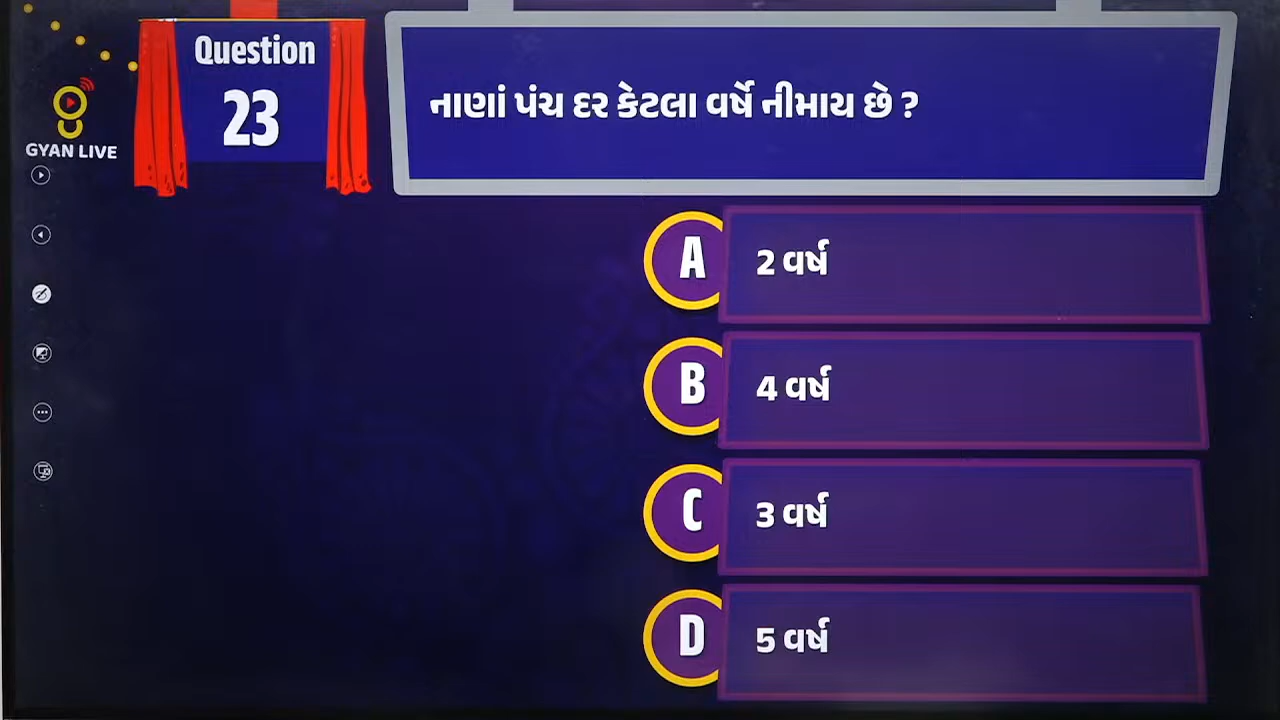 Question
23
GYAN LIVE
નાણાં પંચ દર કેટલા વર્ષે નીમાય છે ?
A 2 વર્ષ
B 4 વર્ષ
C 3 વર્ષ
D 5 વર્ષ